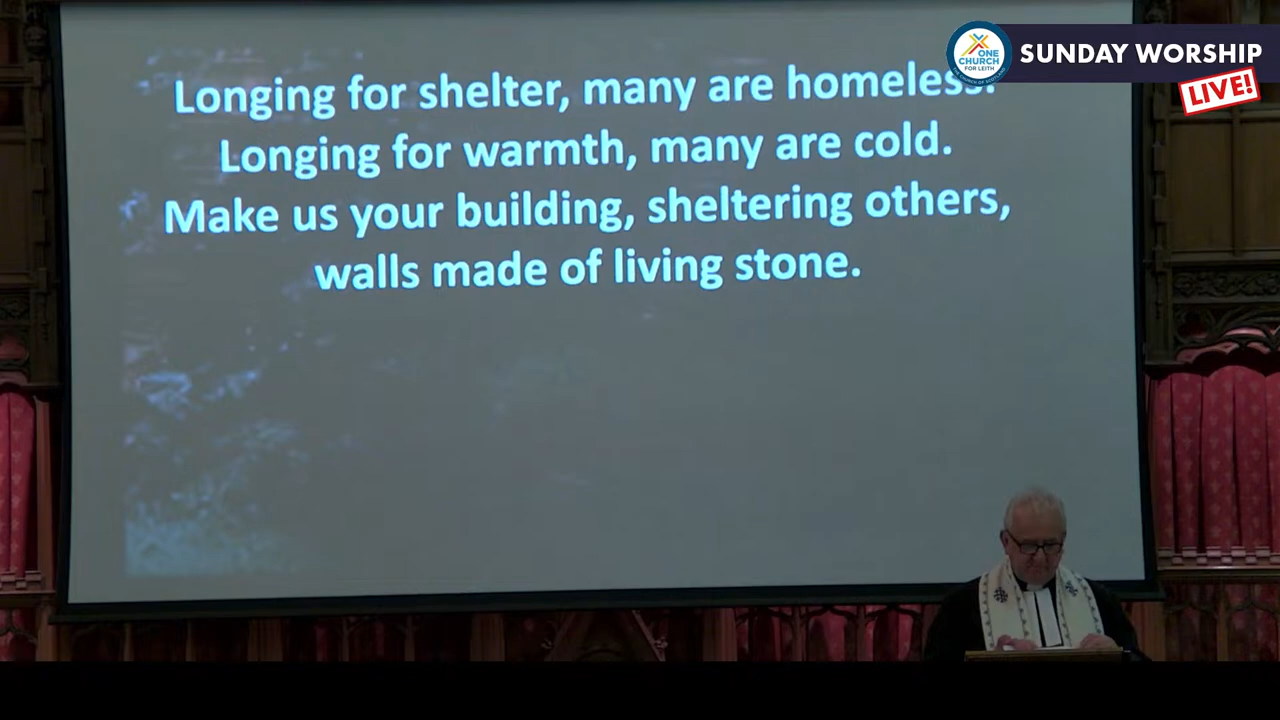 Longing for shelter, many are homeless.
Longing for warmth, many are cold.
Make us your building, sheltering others,
walls made of living stone.
ONE
CHURCH
FOR LEITH
SUNDAY WORSHIP
LIVE!